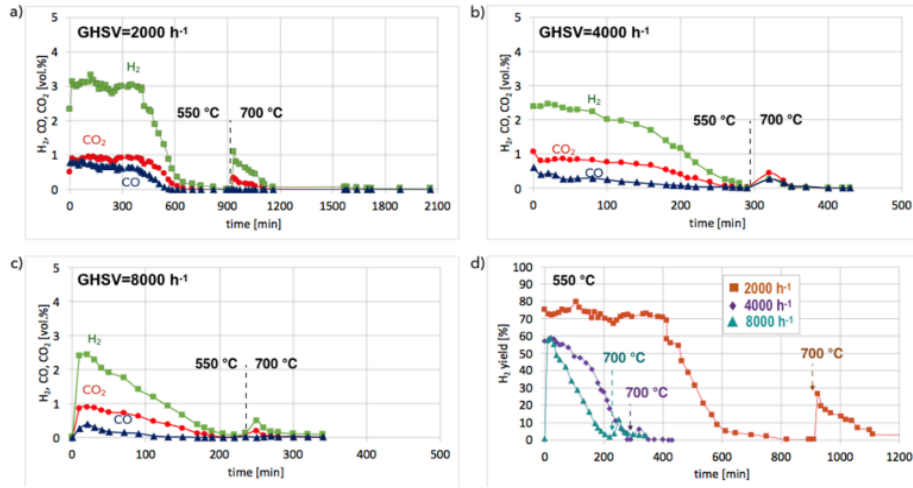 a)
GHSV=2000 h-1
H2, CO, CO2 [vol.%]
5
4
3
2
1
0
H2
CO2
CO
550 °C
700 °C
0 300 600 900 1200 1500 1800 2100
time [min]
b)
GHSV=4000 h-1
H2, CO, CO2 [vol.%]
5
4
3
2
1
0
H2
CO2
CO
550 °C
700 °C
0 100 200 300 400 500
time [min]
c)
GHSV=8000 h-1
H2, CO, CO2 [vol.%]
5
4
3
2
1
0
H2
CO2
CO
550 °C
700 °C
0 100 200 300 400 500
time [min]
d)
550 °C
H2 yield [%]
100
90
80
70
60
50
40
30
20
10
0
2000 h-1
4000 h-1
8000 h-1
700 °C
700 °C
700 °C
0 200 400 600 800 1000
time [min]